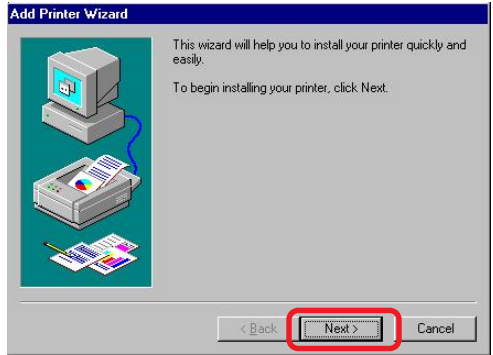 Add Printer Wizard
This wizard will help you to install your printer quickly and
easily.
To begin installing your printer, click Next.
< Back
Next >
Cancel